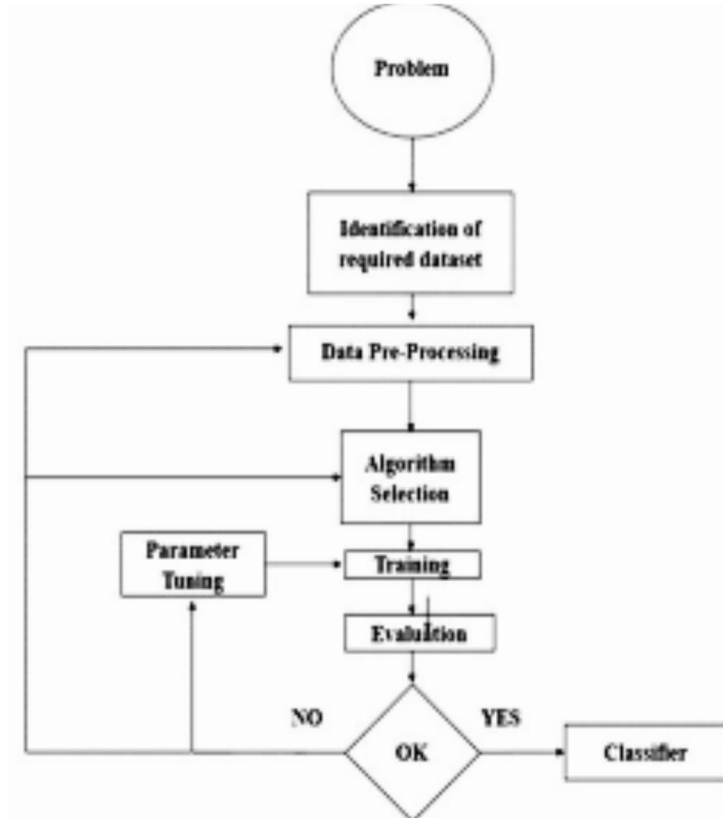 Problem
Identification of
required dataset
Data Pre-Processing
Algorithm
Selection
Parameter
Tuning
Training
Evaluation
NO
YES
OK
Classifier